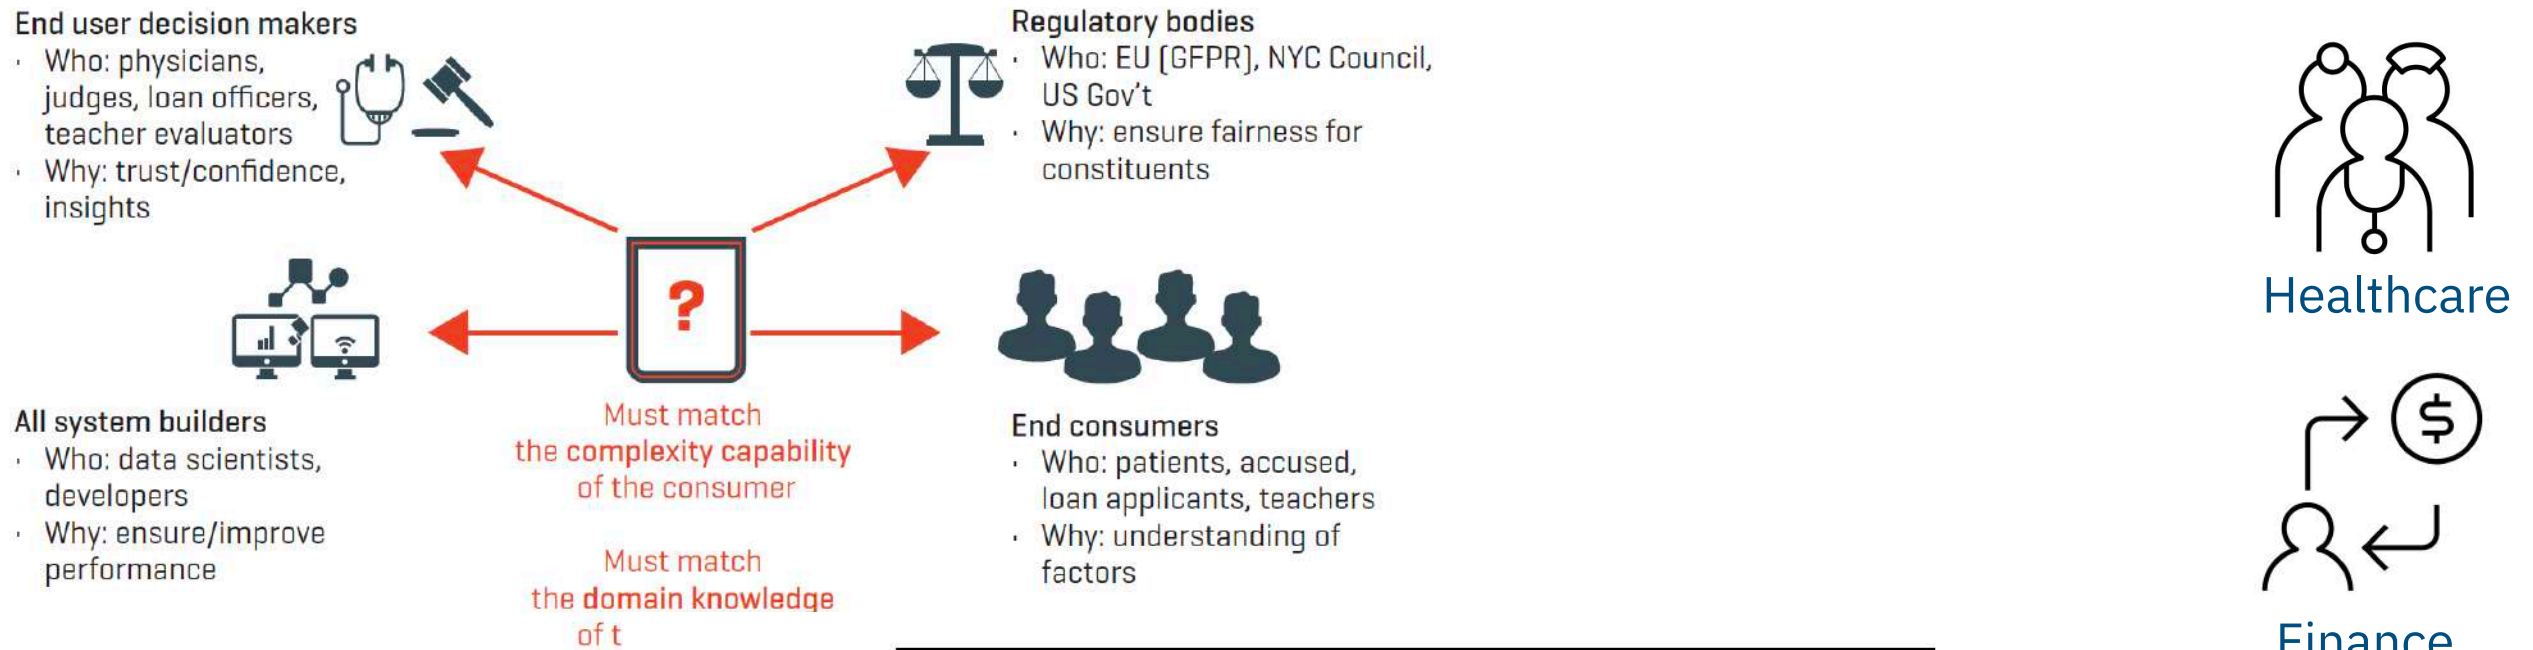 End user decision makers
· Who: physicians,
judges, loan officers,
teacher evaluators
· Why: trust/confidence,
insights
Regulatory bodies
· Who: EU [GFPR], NYC Council,
US Gov't
· Why: ensure fairness for
constituents
?
All system builders
· Who: data scientists,
developers
· Why: ensure/improve
performance
Must match
the complexity capability
of the consumer
Must match
the domain knowledge
of t
End consumers
· Who: patients, accused,
loan applicants, teachers
· Why: understanding of
factors
Healthcare
$
Finance